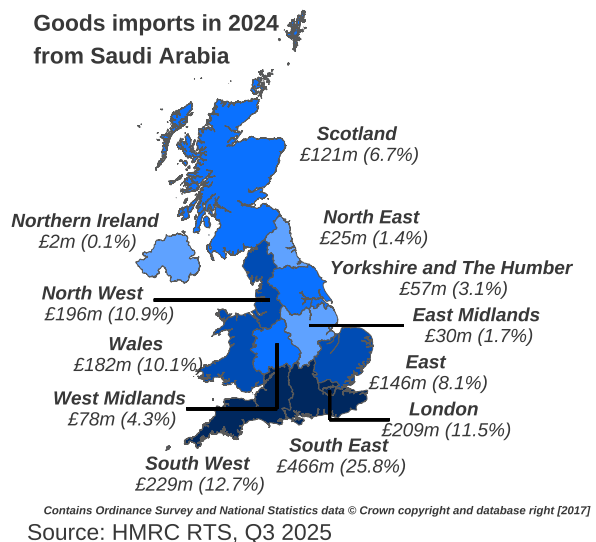 Goods imports in 2024
from Saudi Arabia
Scotland
£121m (6.7%)
Northern Ireland
£2m (0.1%)
North East
£25m (1.4%)
Yorkshire and The Humber
£57m (3.1%)
North West
£196m (10.9%)
East Midlands
£30m (1.7%)
Wales
£182m (10.1%)
East
£146m (8.1%)
West Midlands
£78m (4.3%)
London
£209m (11.5%)
South East
£466m (25.8%)
South West
£229m (12.7%)
Contains Ordinance Survey and National Statistics data © Crown copyright and database right [2017]
Source: HMRC RTS, Q3 2025